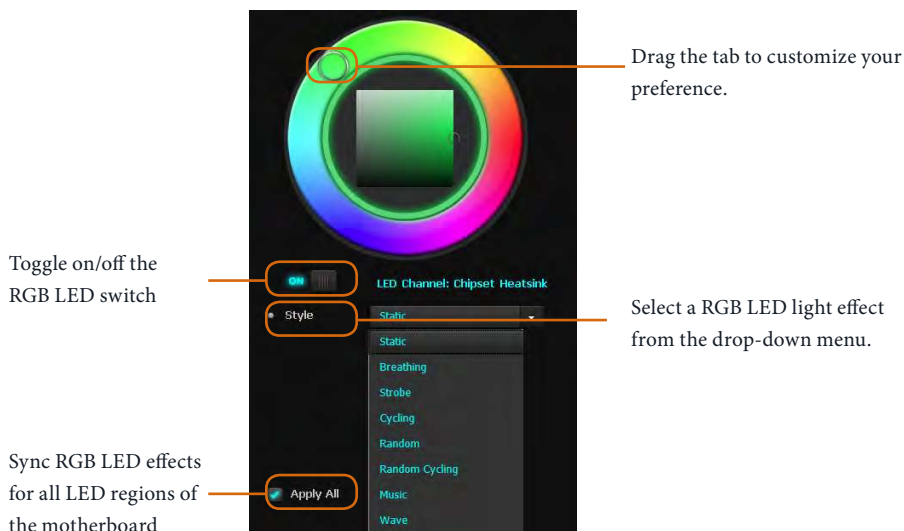 Drag the tab to customize your
preference.
Toggle on/off the
RGB LED switch
ON
LED Channel: Chipset Heatsink
Style
Static
Select a RGB LED light effect
from the drop-down menu.
Static
Breathing
Strobe
Cycling
Random
Random Cycling
Music
Wave
Sync RGB LED effects
for all LED regions of
the motherboard
Apply All